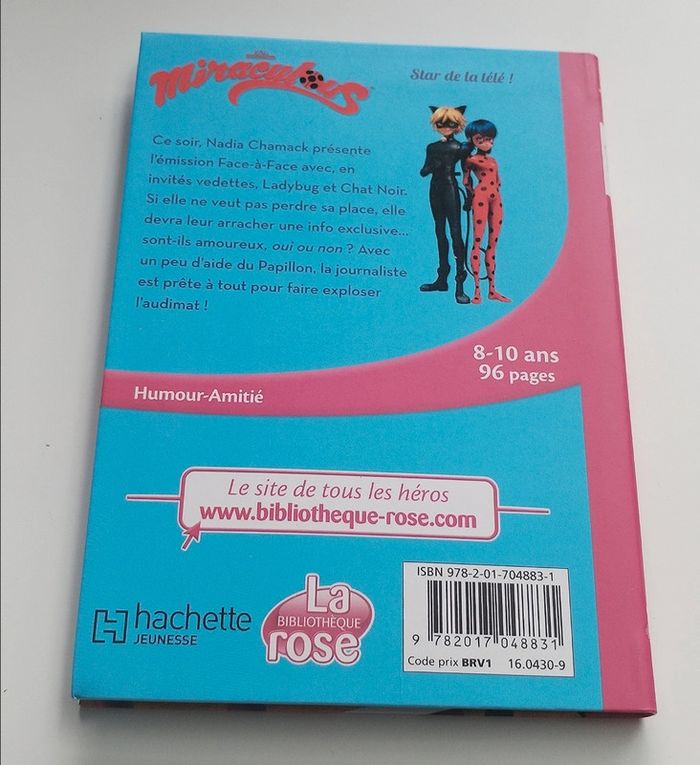 Miraculous
Star de la télé !
Ce soir, Nadia Chamack présente
l'émission Face-à-Face avec, en
invités vedettes, Ladybug et Chat Noir.
Si elle ne veut pas perdre sa place, elle
devra leur arracher une info exclusive...
sont-ils amoureux, oui ou non ? Avec
un peu d'aide du Papillon, la journaliste
est prête à tout pour faire exploser
l'audimat !
8-10 ans
96 pages
Humour-Amitié
Le site de tous les héros
www.bibliotheque-rose.com
hachette
JEUNESSE
La
BIBLIOTHÈQUE
rose
ISBN 978-2-01-704883-1
9 782017 048831
Code prix BRV1 16.0430-9